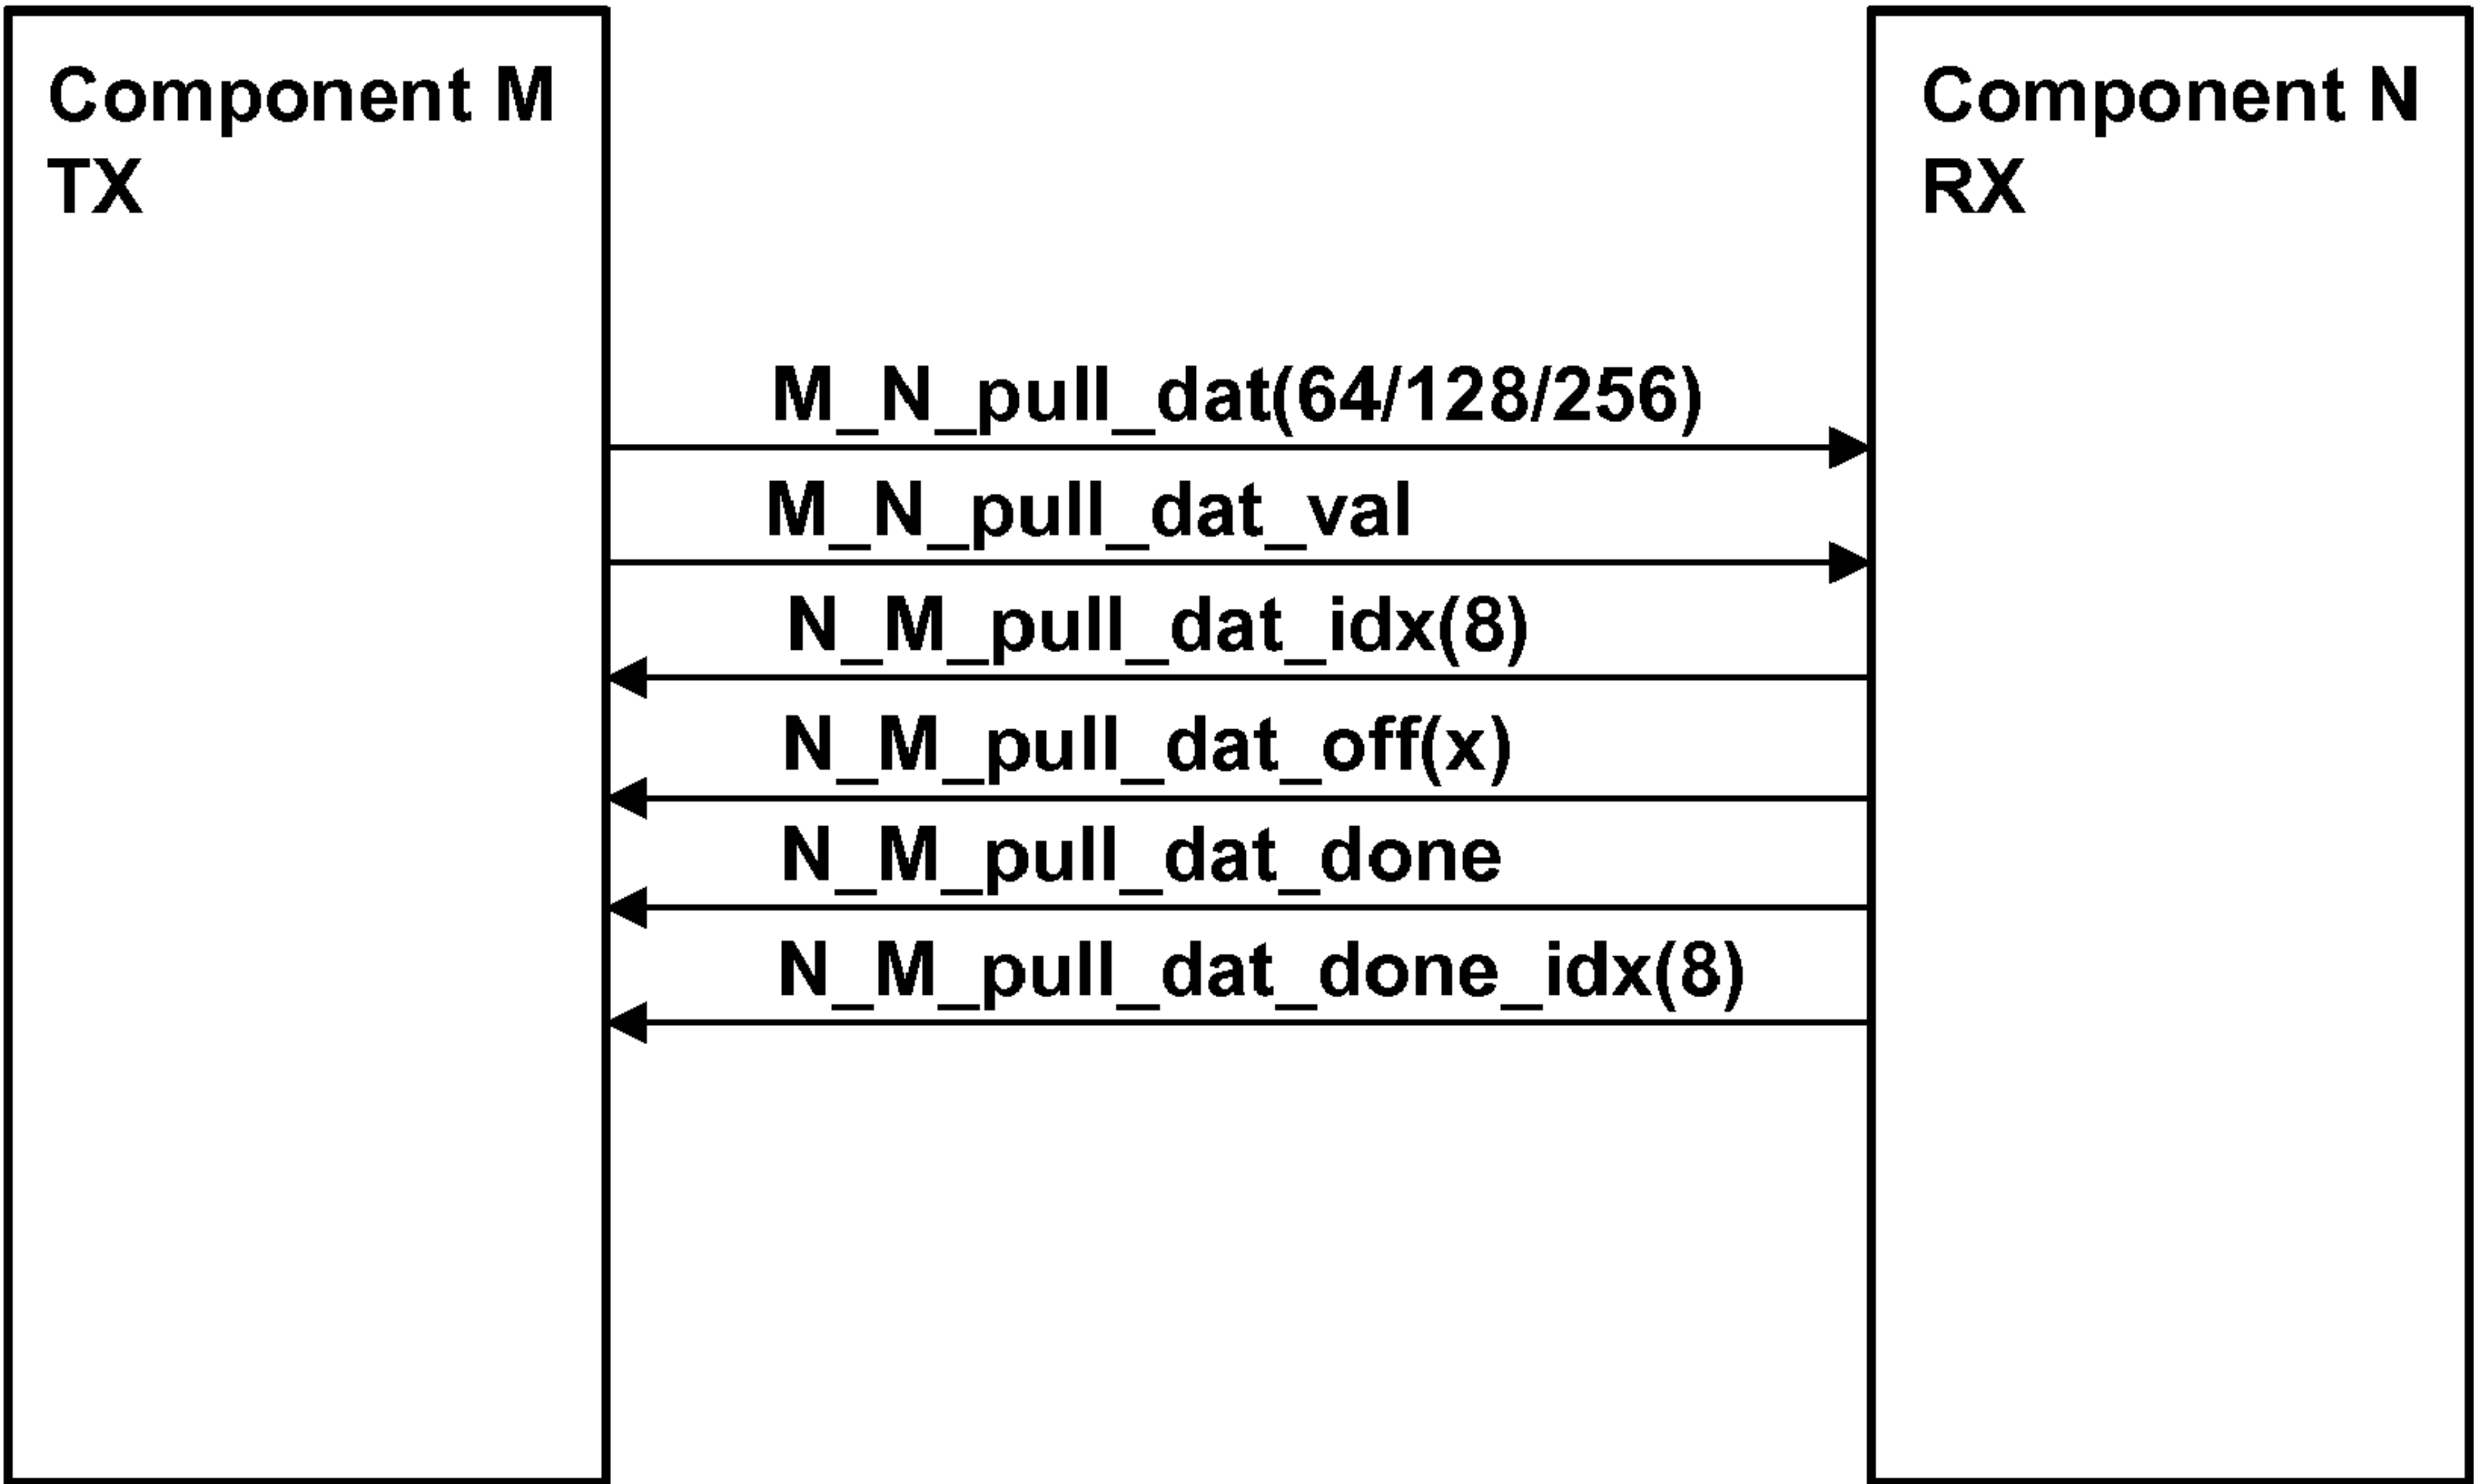 Component M
TX
Component N
RX
M_N_pull_dat(64/128/256)
M_N_pull_dat_val
N_M_pull_dat_idx(8)
N_M_pull_dat_off(x)
N_M_pull_dat_done
N_M_pull_dat_done_idx(8)